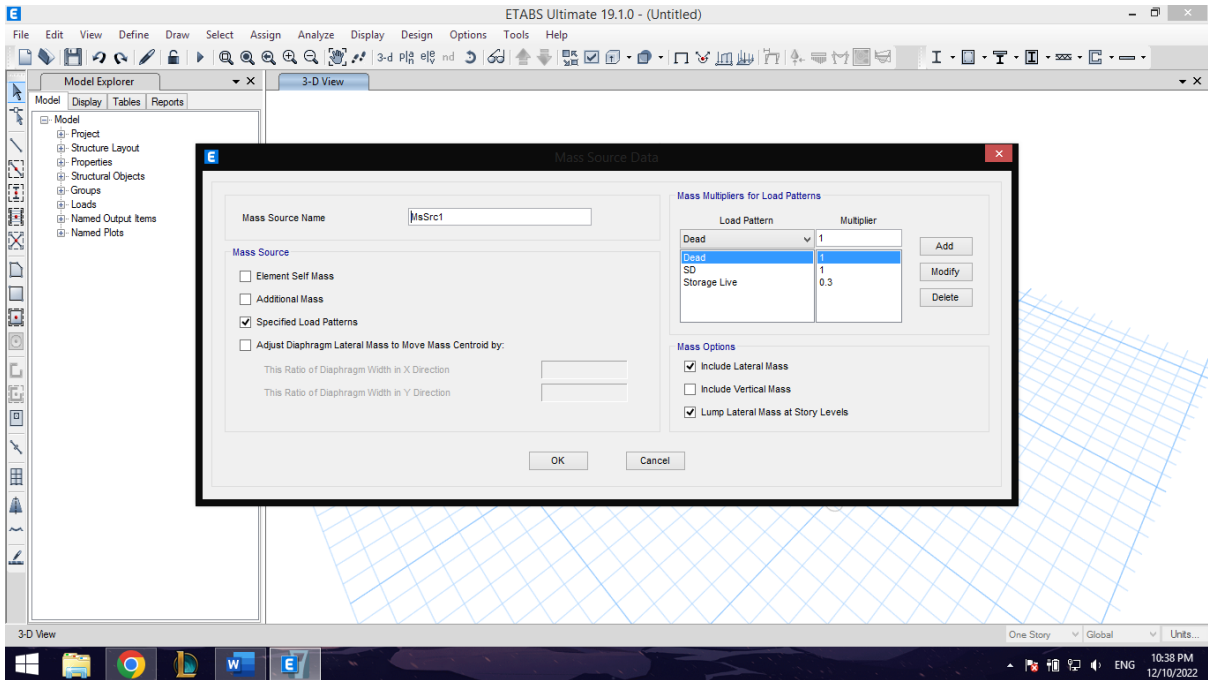 ETABS Ultimate 19.1.0 - (Untitled)
File Edit View Define Draw Select Assign Analyze Display Design Options Tools Help
3-d plả elẹ nd
Model Explorer
3-D View
Model Display Tables Reports
Model
Project
Structure Layout
Properties
Structural Objects
Groups
Loads
Named Output Items
Named Plots
Mass Source Data
Mass Source Name MsSrc1
Mass Source
Element Self Mass
Additional Mass
Specified Load Patterns
Adjust Diaphragm Lateral Mass to Move Mass Centroid by:
This Ratio of Diaphragm Width in X Direction
This Ratio of Diaphragm Width in Y Direction
Mass Multipliers for Load Patterns
Load Pattern Multiplier
Dead 1
Dead 1
SD 1
Storage Live 0.3
Add
Modify
Delete
Mass Options
Include Lateral Mass
Include Vertical Mass
Lump Lateral Mass at Story Levels
OK Cancel
3-D View One Story Global Units...
ENG 10:38 PM
12/10/2022